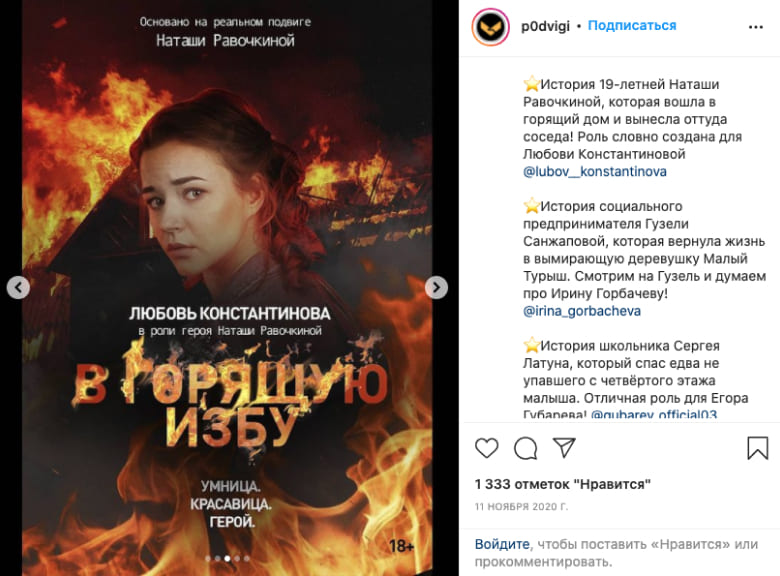 Основано на реальном подвиге
Наташи Равочкиной
ЛЮБОВЬ КОНСТАНТИНОВА
в роли героя Наташи Равочкиной
В ГОРЯЩУЮ
ИЗБУ
УМНИЦА.
КРАСАВИЦА.
ГЕРОЙ.
18+
p0dvigi • Подписаться
⭐История 19-летней Наташи
Равочкиной, которая вошла в
горящий дом и вынесла оттуда
соседа! Роль словно создана для
Любови Константиновой
@lubov__konstantinova
⭐История социального
предпринимателя Гузели
Санжаповой, которая вернула жизнь
в вымирающую деревушку Малый
Турыш. Смотрим на Гузель и думаем
про Ирину Горбачеву!
@irina_gorbacheva
⭐История школьника Сергея
Латуна, который спас едва не
упавшего с четвёртого этажа
малыша. Отличная роль для Егора
Губарева! @gubarev_official03
1 333 отметок "Нравится"
11 НОЯБРЯ 2020 Г.
Войдите, чтобы поставить «Нравится» или
прокомментировать.